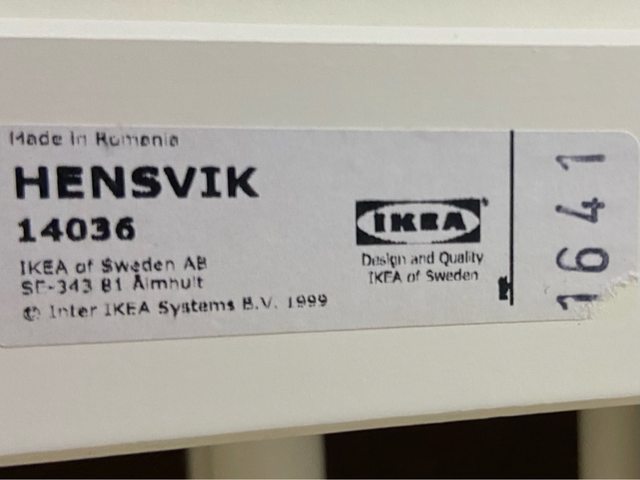 Made in Romania
HENSVIK
14036
IKEA of Sweden AB
SE-343 81 Älmhult
© Inter IKEA Systems B.V. 1999
IKEA
Design and Quality
IKEA of Sweden
1641